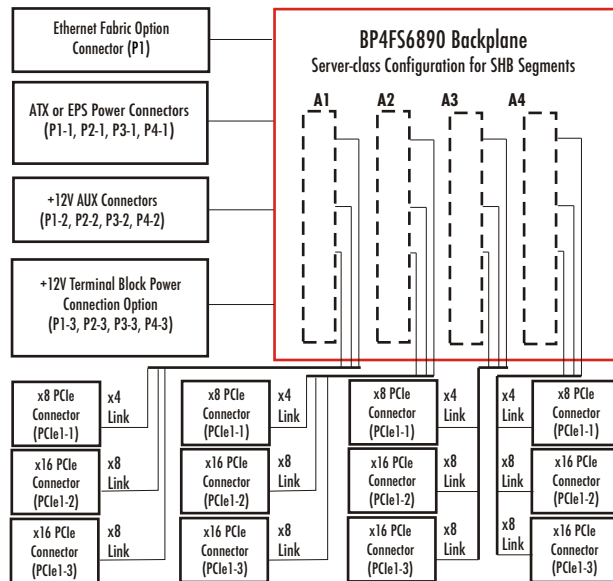 Ethernet Fabric Option
Connector (P1)
ATX or EPS Power Connectors
(P1-1, P2-1, P3-1, P4-1)
+12V AUX Connectors
(P1-2, P2-2, P3-2, P4-2)
+12V Terminal Block Power
Connection Option
(P1-3, P2-3, P3-3, P4-3)
BP4FS6890 Backplane
Server-class Configuration for SHB Segments
A1 A2 A3 A4
x8 PCIe
Connector
(PCIe1-1)
x4
Link
x16 PCIe
Connector
(PCIe1-2)
x8
Link
x16 PCIe
Connector
(PCIe1-3)
x8
Link
x8 PCIe
Connector
(PCIe1-1)
x4
Link
x16 PCIe
Connector
(PCIe1-2)
x8
Link
x16 PCIe
Connector
(PCIe1-3)
x8
Link
x8 PCIe
Connector
(PCIe1-1)
x4
Link
x16 PCIe
Connector
(PCIe1-2)
x8
Link
x16 PCIe
Connector
(PCIe1-3)
x8
Link
x4
Link
x8 PCIe
Connector
(PCIe1-1)
x8
Link
x16 PCIe
Connector
(PCIe1-2)
x8
Link
x16 PCIe
Connector
(PCIe1-3)